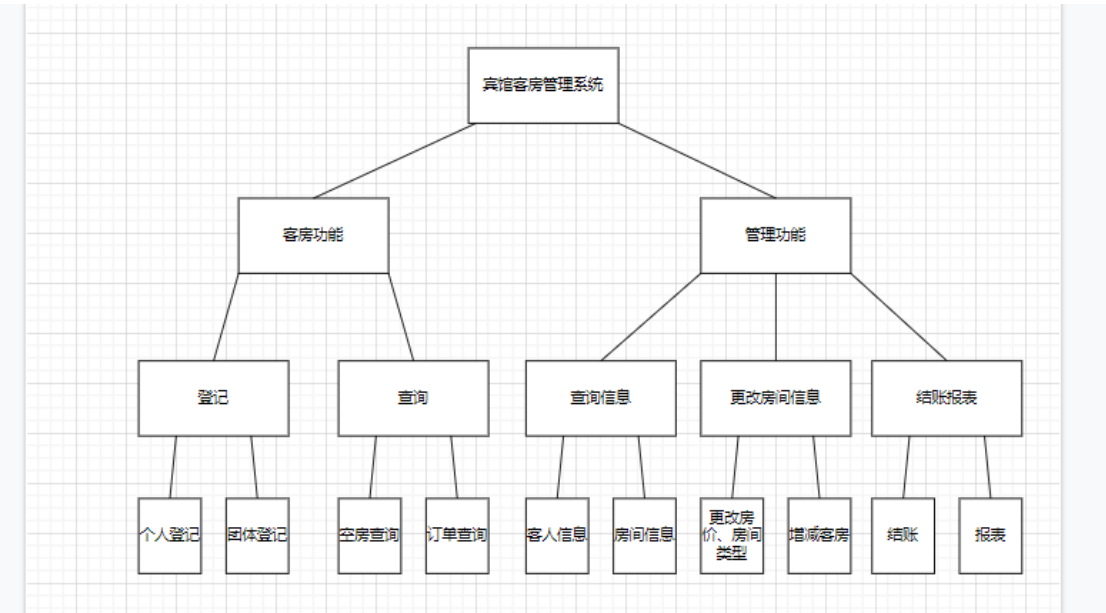 宾馆客房管理系统
客房功能
管理功能
登记
查询
查询信息
更改房间信息
结账报表
个人登记
团体登记
空房查询
订单查询
客人信息
房间信息
更改房
价、房间
类型
增减客房
结账
报表